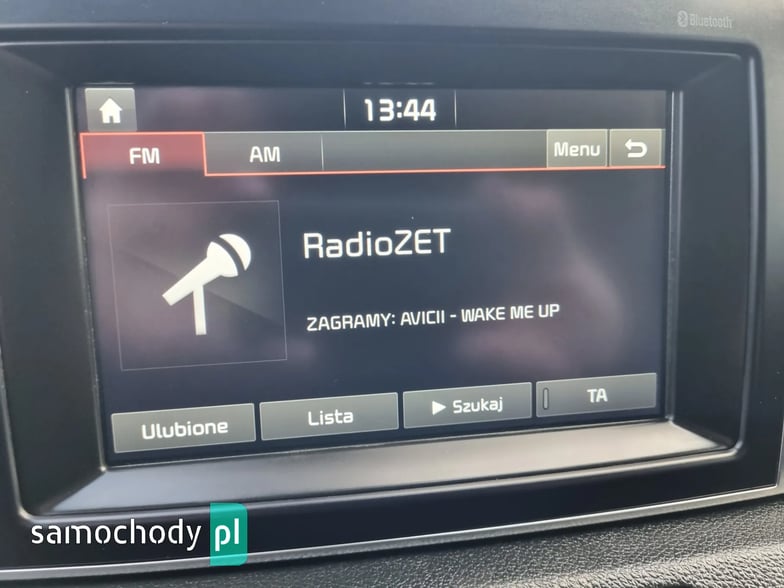 Bluetooth
13:44
FM AM Menu
RadioZET
ZAGRAMY: AVICII - WAKE ME UP
Ulubione Lista Szukaj TA
samochody pl